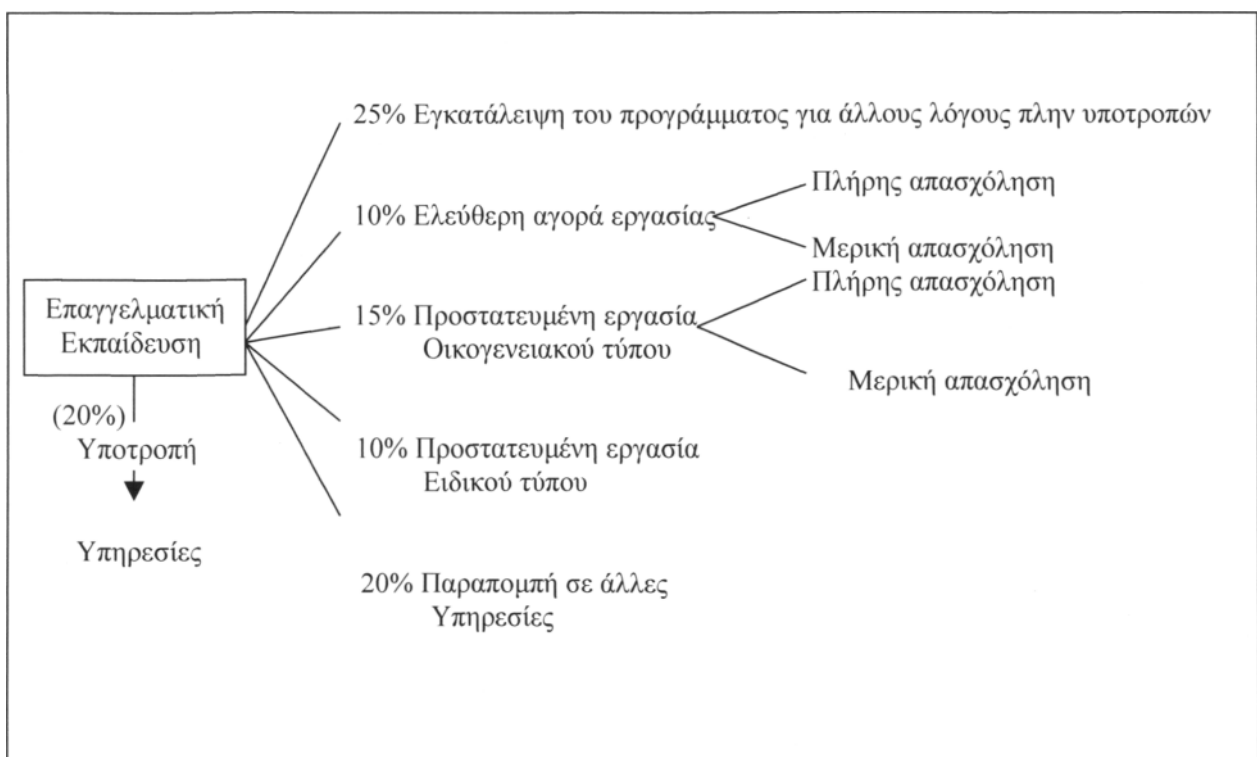 25% Εγκατάλειψη του προγράμματος για άλλους λόγους πλην υποτροπών
Πλήρης απασχόληση
10% Ελεύθερη αγορά εργασίας
Μερική απασχόληση
Πλήρης απασχόληση
Επαγγελματική
Εκπαίδευση
15% Προστατευμένη εργασία
Οικογενειακού τύπου
Μερική απασχόληση
(20%)
Υποτροπή
Υπηρεσίες
10% Προστατευμένη εργασία
Ειδικού τύπου
20% Παραπομπή σε άλλες
Υπηρεσίες